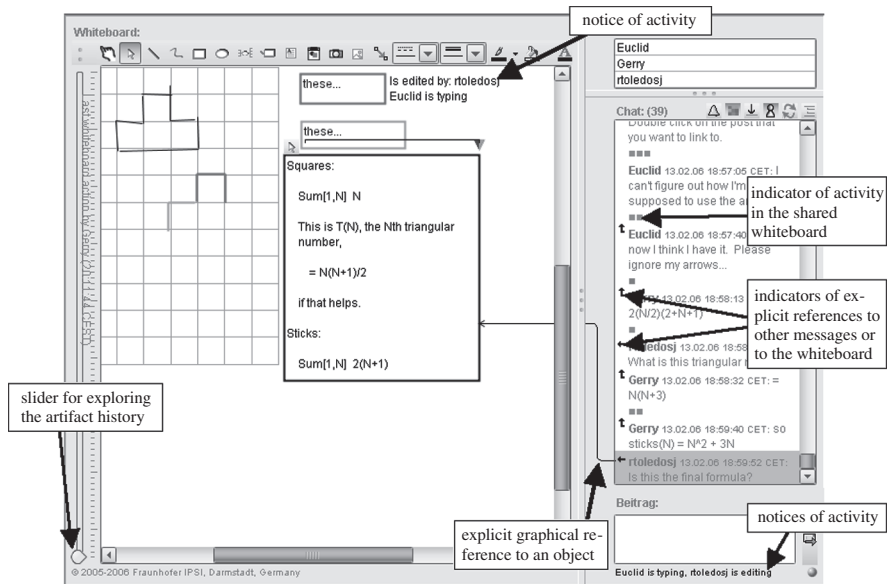 notice of activity
Whiteboard:
these...
Is edited by: rtoledosj
Euclid is typing
these...
Squares:
Sum[1,N] N
This is T(N), the Nth triangular
number,
= N(N+1)/2
if that helps.
Sticks:
Sum[1,N] 2(N+1)
slider for exploring
the artifact history
© 2005-2006 Fraunhofer IPSI, Darmstadt, Germany
explicit graphical re-
ference to an object
Euclid
Gerry
rtoledosj
Chat: (39)
Double click on the post that
you want to link to.
Euclid 13.02.06 18:57:05 CET: I
can't figure out how I'm
supposed to use the
Euclid 13.02.06 18:57:40
now I think I have it. Please
ignore my arrows...
13.02.06 18:58:13
2(N/2)(2+N+1)
13.02.06 18:58
What is this triangular
Gerry 13.02.06 18:58:32 CET: =
N(N+3)
Gerry 13.02.06 18:59:40 CET: so
sticks(N) = N^2 + 3N
rtoledosj 13.02.06 18:59:52 CET:
Is this the final formula?
indicator of activity
in the shared
whiteboard
indicators of ex-
plicit references to
other messages or
to the whiteboard
Beitrag:
notices of activity
Euclid is typing, rtoledosj is editing